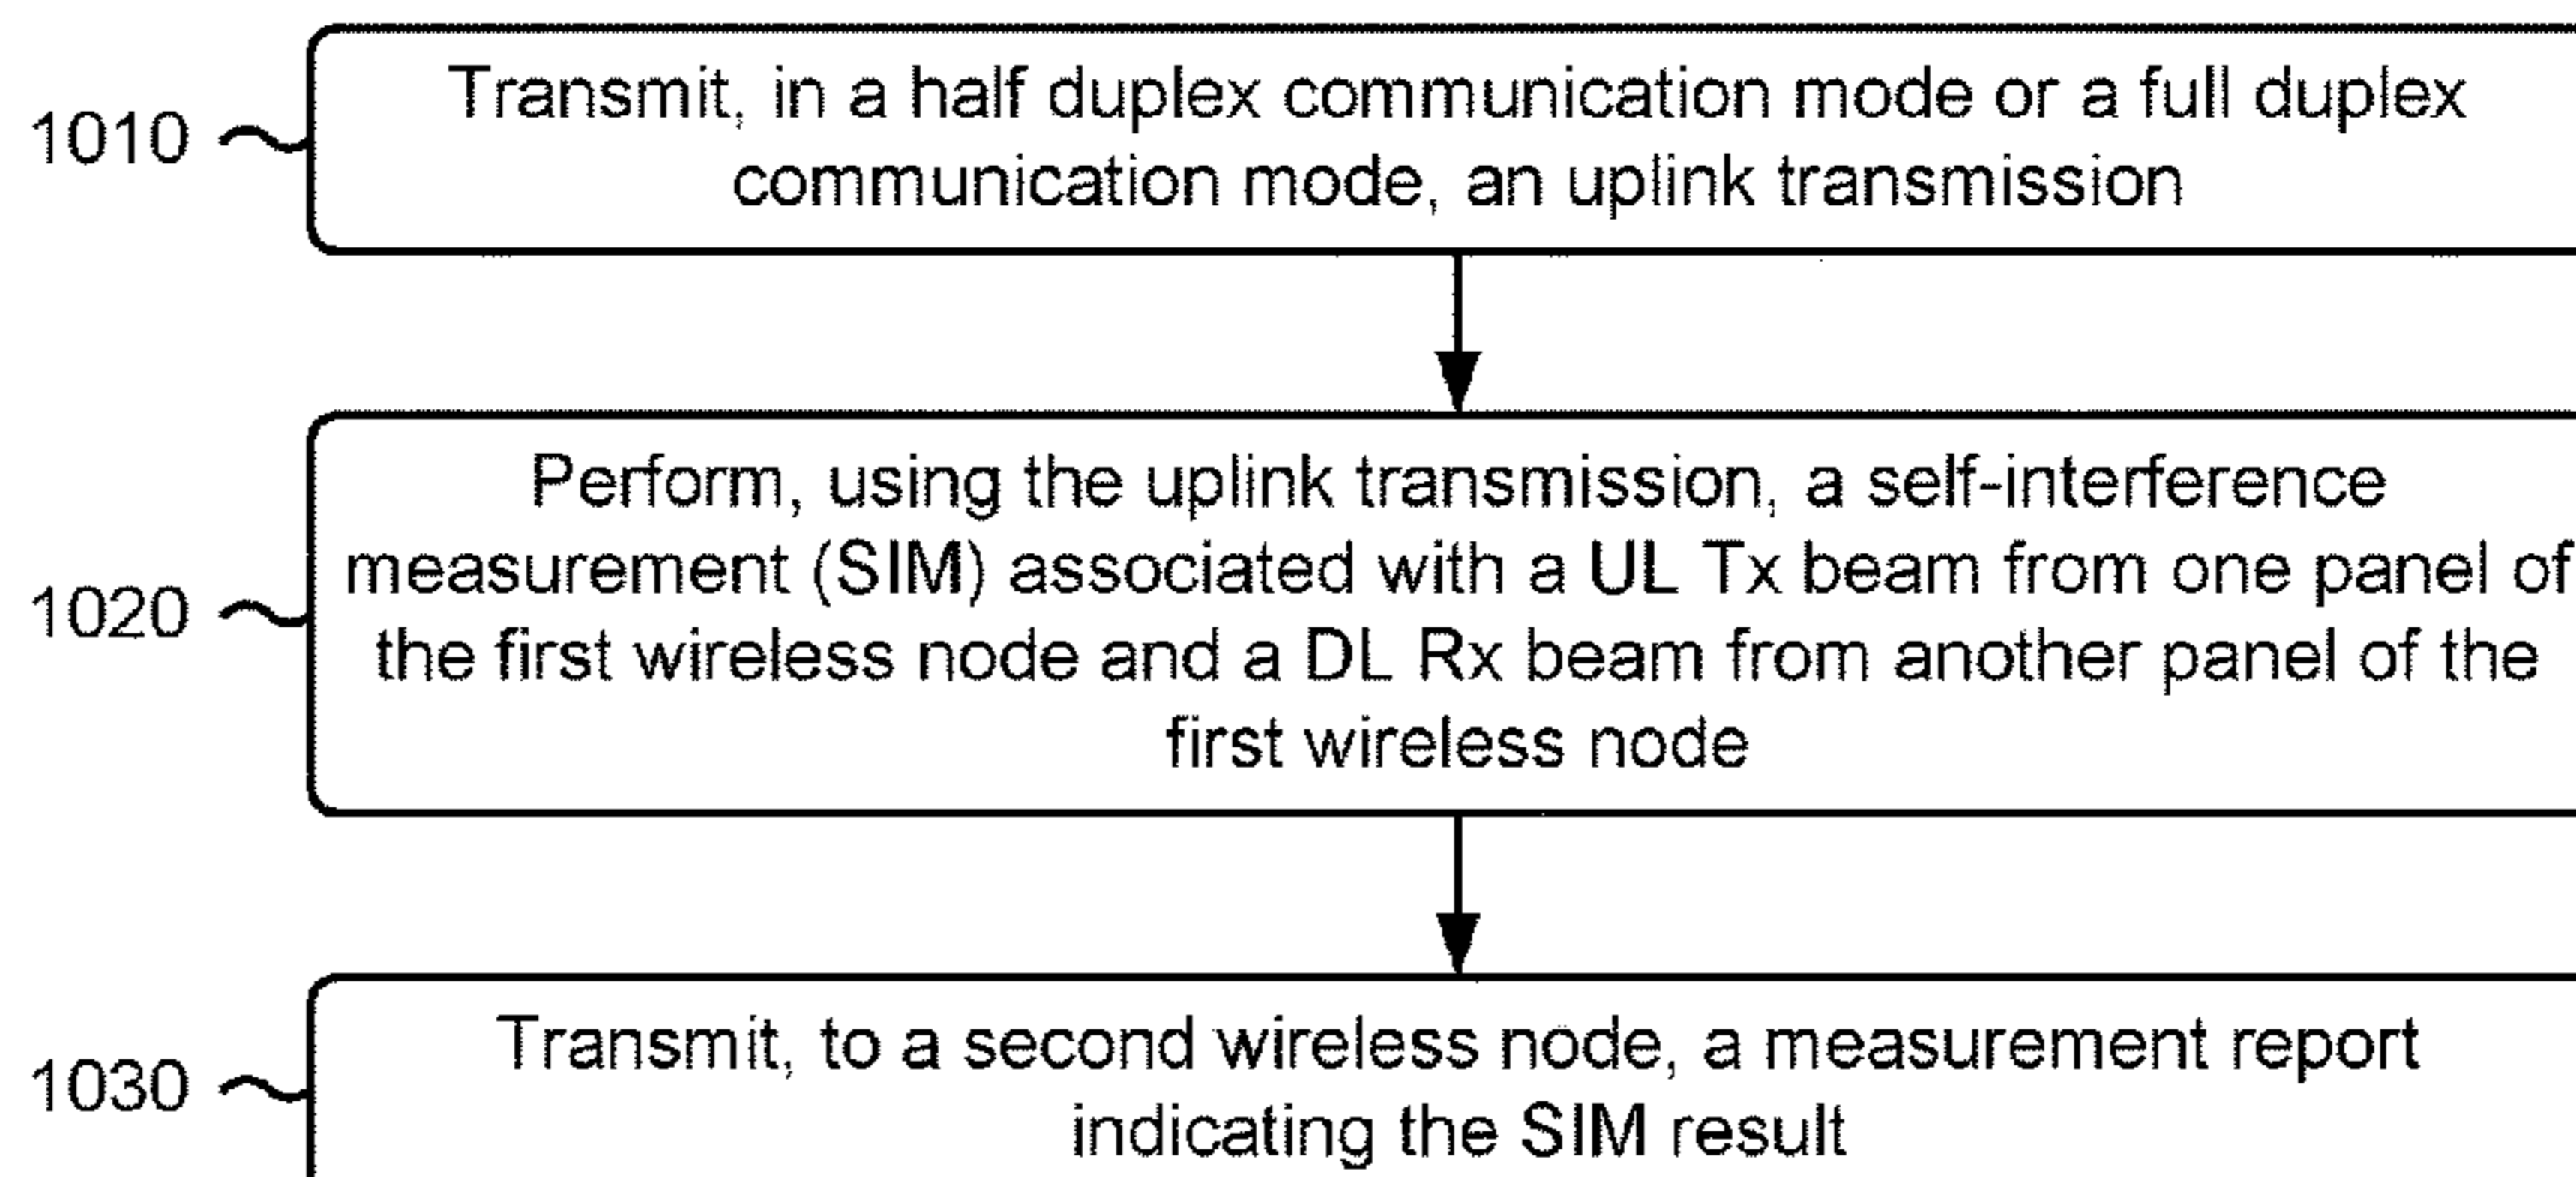 1010
Transmit, in a half duplex communication mode or a full duplex
communication mode, an uplink transmission
1020
Perform, using the uplink transmission, a self-interference
measurement (SIM) associated with a UL Tx beam from one panel of
the first wireless node and a DL Rx beam from another panel of the
first wireless node
1030
Transmit, to a second wireless node, a measurement report
indicating the SIM result